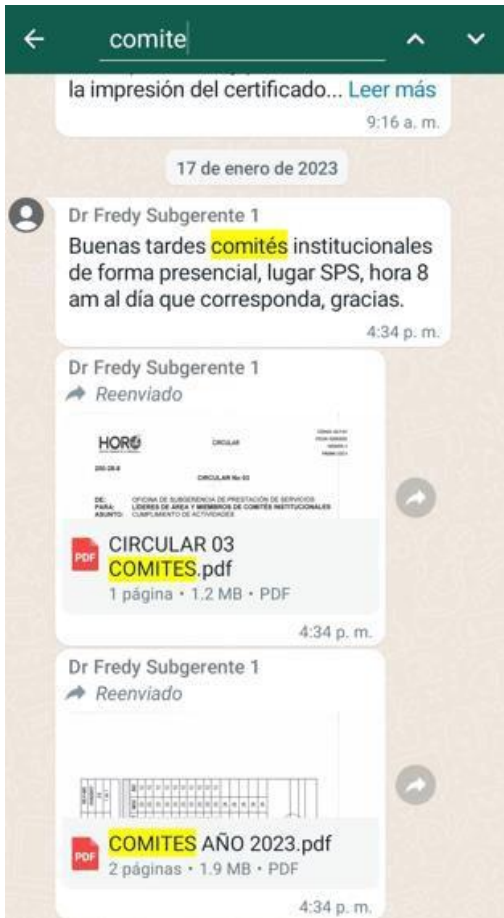 comite
la impresión del certificado... Leer más
9:16 a. m.
17 de enero de 2023
Dr Fredy Subgerente 1
Buenas tardes comités institucionales
de forma presencial, lugar SPS, hora 8
am al día que corresponda, gracias.
4:34 p. m.
Dr Fredy Subgerente 1
Reenviado
HORO
CIRCULAR
CIRCULAR No 03
DE: OFICINA DE SUBGERENCIA DE PRESTACIÓN DE SERVICIOS
PARA: LÍDERES DE ÁREA Y MIEMBROS DE COMITÉS INSTITUCIONALES
ASUNTO: CUMPLIMIENTO DE ACTIVIDADES
PDF
CIRCULAR 03
COMITES.pdf
1 página • 1.2 MB • PDF
4:34 p. m.
Dr Fredy Subgerente 1
Reenviado
PDF
COMITES AÑO 2023.pdf
2 páginas • 1.9 MB • PDF
4:34 p. m.